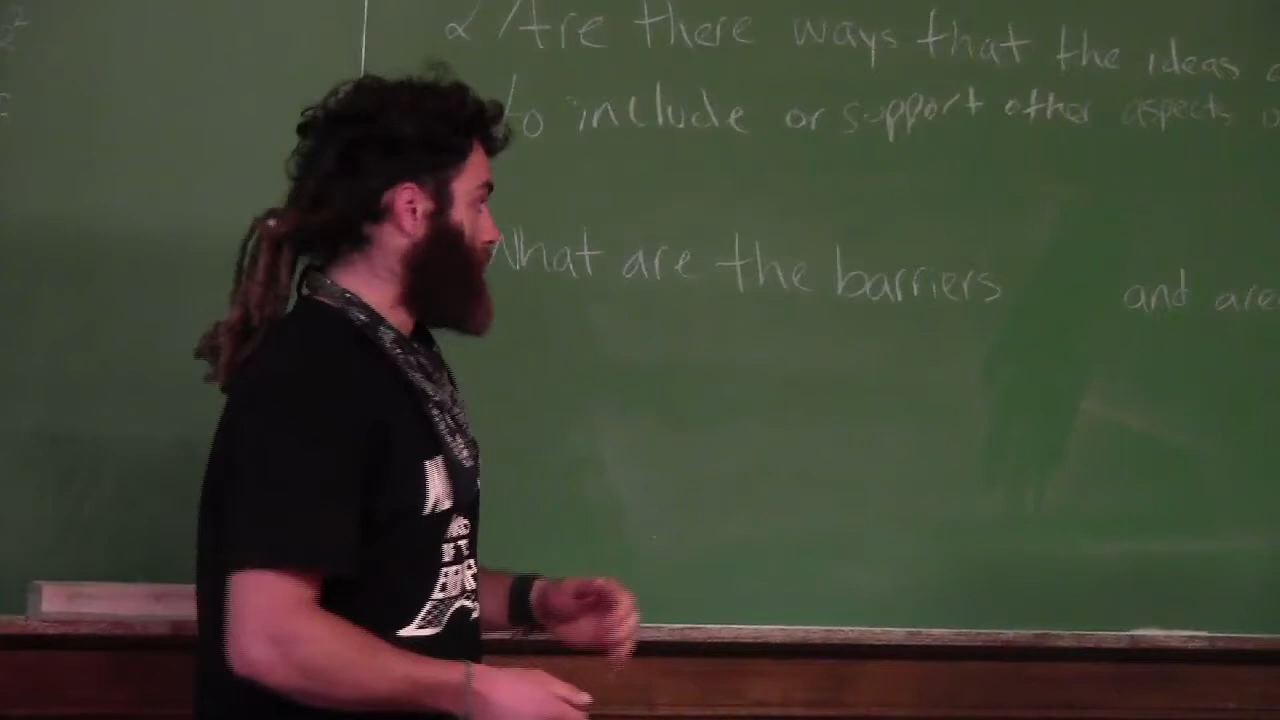 2 Are there ways that the ideas
to include or support other aspects
What are the barriers and are